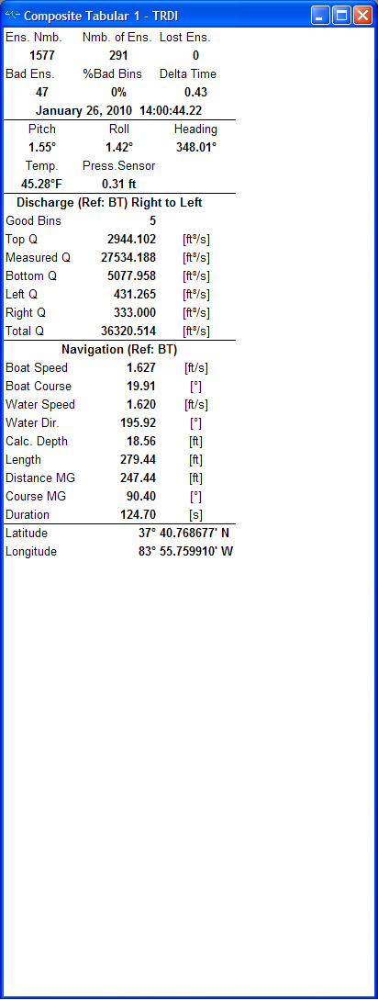 Composite Tabular 1 - TRDI
Ens. Nmb. Nmb. of Ens. Lost Ens.
1577 291 0
Bad Ens. %Bad Bins Delta Time
47 0% 0.43
January 26, 2010 14:00:44.22
Pitch Roll Heading
1.55° 1.42° 348.01°
Temp. Press.Sensor
45.28°F 0.31 ft
Discharge (Ref: BT) Right to Left
Good Bins 5
Top Q 2944.102 [ft³/s]
Measured Q 27534.188 [ft³/s]
Bottom Q 5077.958 [ft³/s]
Left Q 431.265 [ft³/s]
Right Q 333.000 [ft³/s]
Total Q 36320.514 [ft³/s]
Navigation (Ref: BT)
Boat Speed 1.627 [ft/s]
Boat Course 19.91 [°]
Water Speed 1.620 [ft/s]
Water Dir. 195.92 [°]
Calc. Depth 18.56 [ft]
Length 279.44 [ft]
Distance MG 247.44 [ft]
Course MG 90.40 [°]
Duration 124.70 [s]
Latitude 37° 40.768677' N
Longitude 83° 55.759910' W